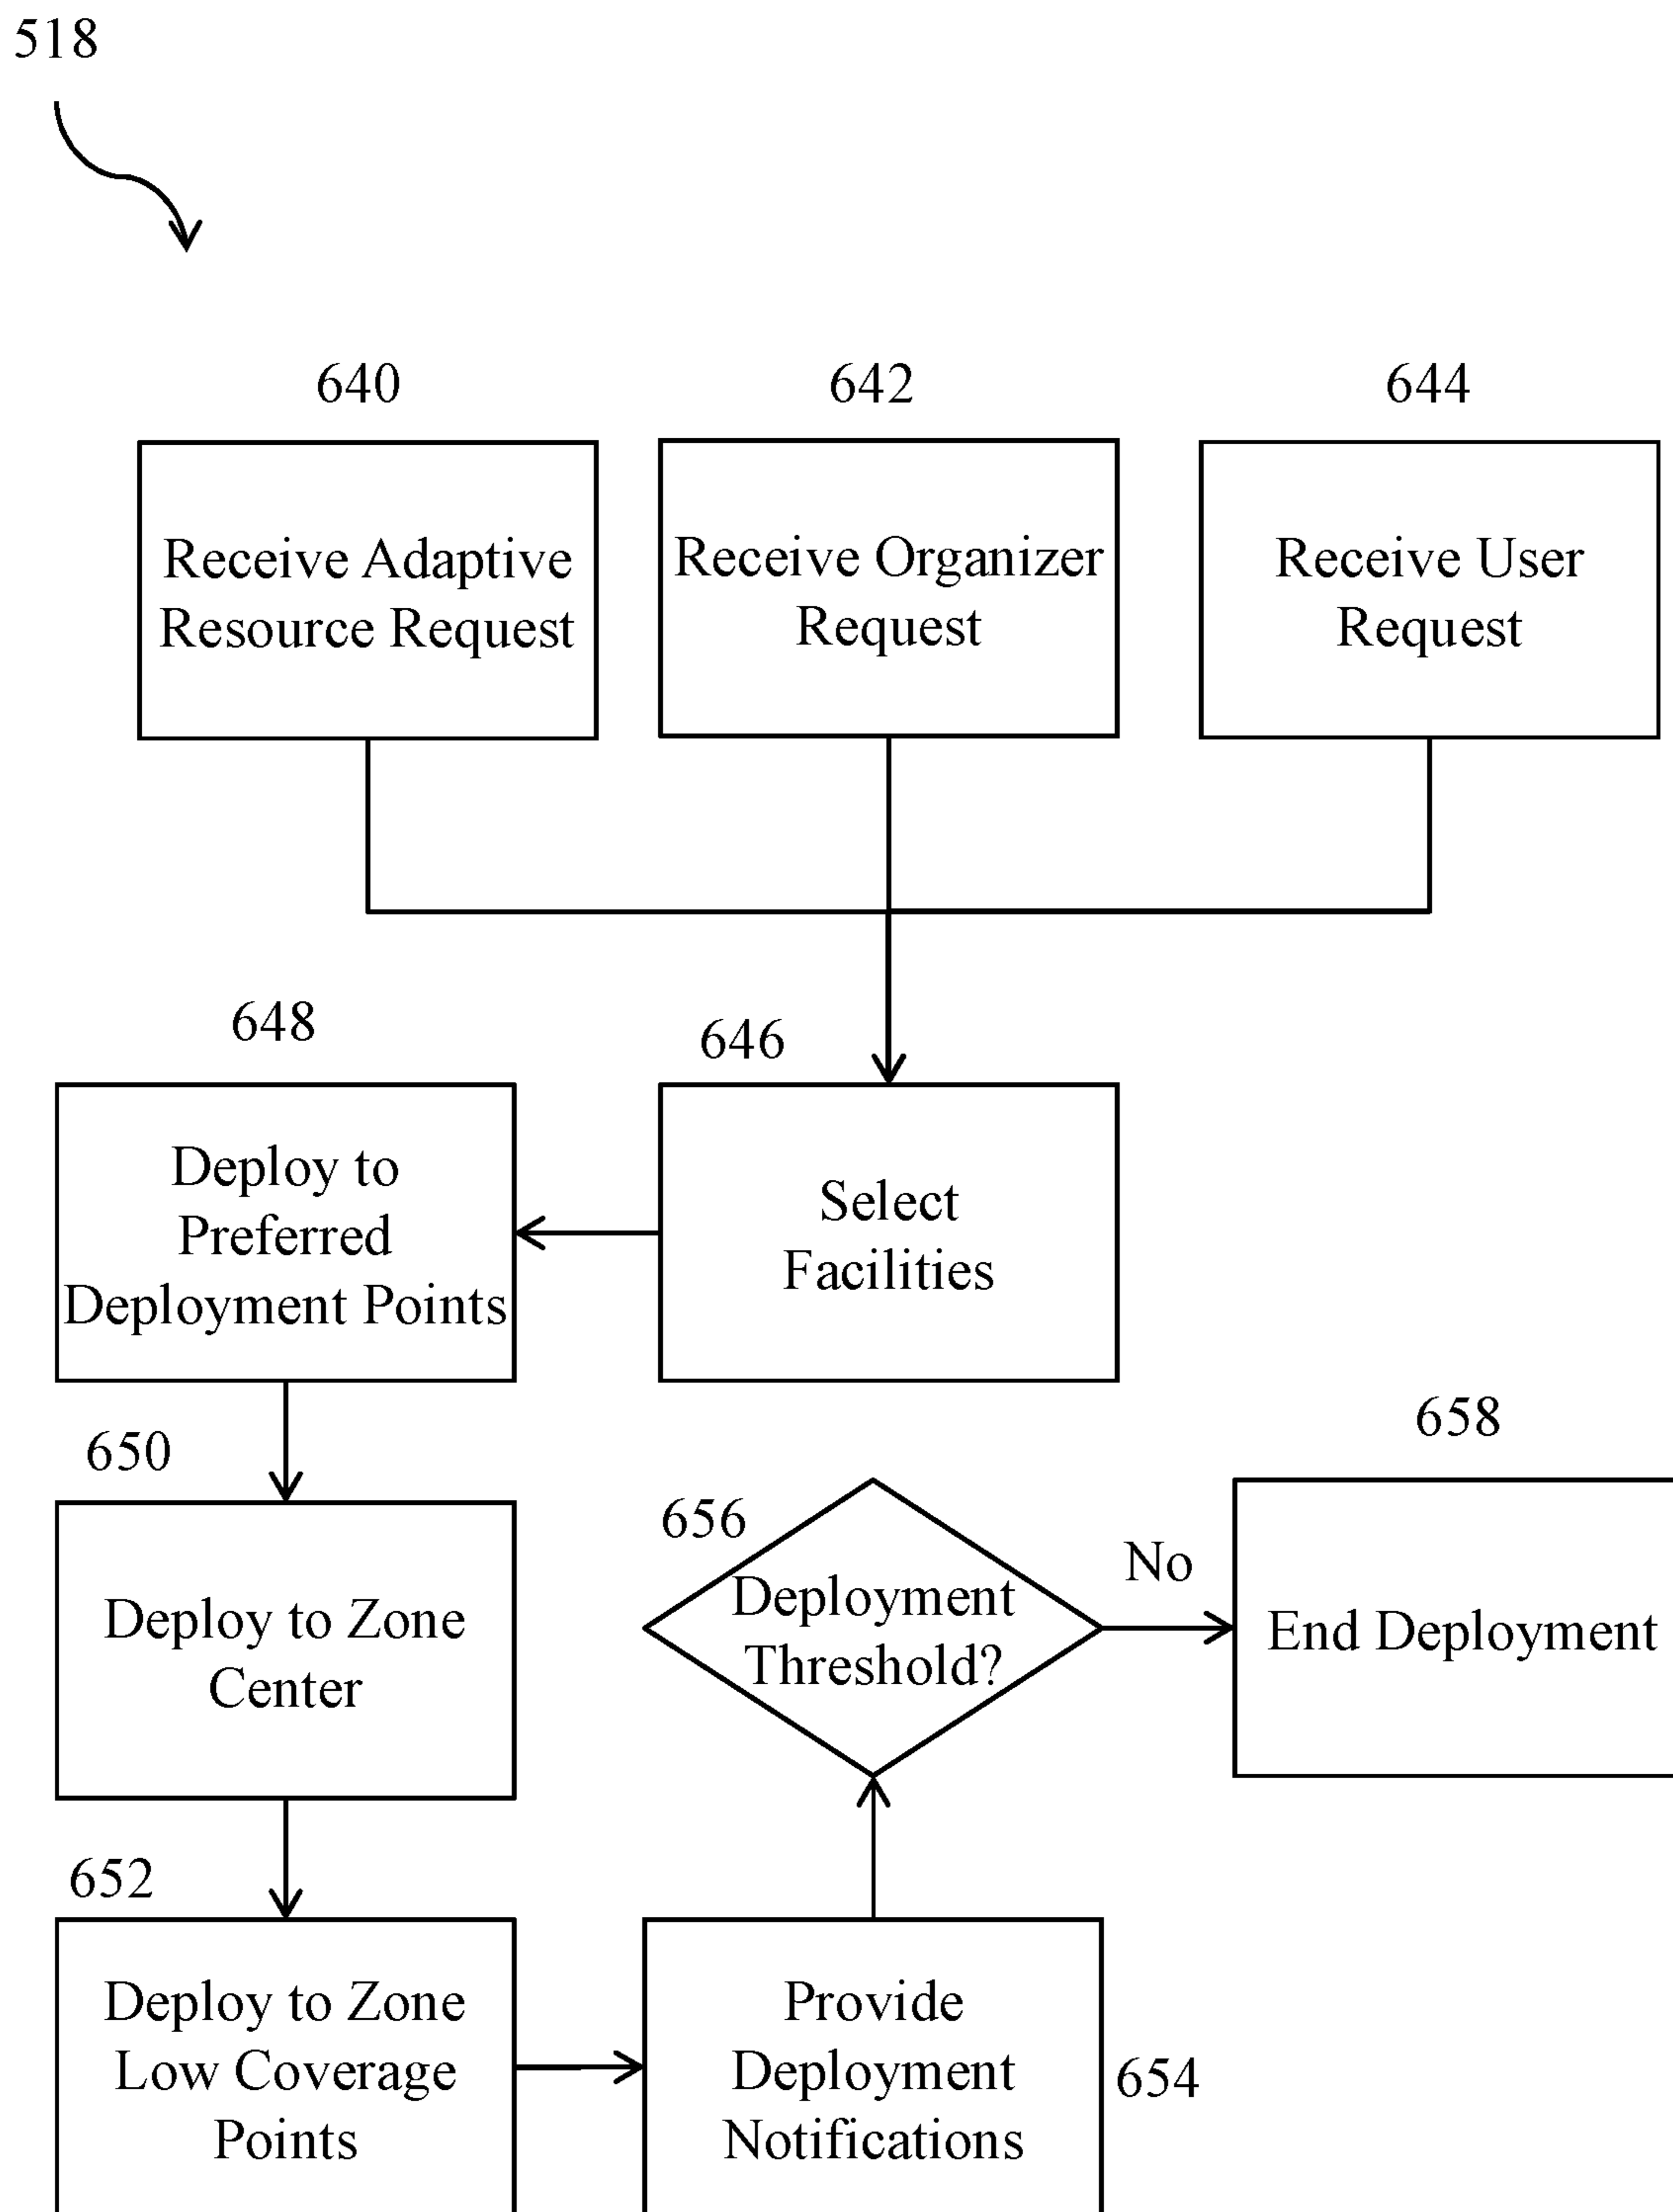 518
640
642
644
Receive Adaptive
Resource Request
Receive Organizer
Request
Receive User
Request
648
646
Deploy to
Preferred
Deployment Points
Select
Facilities
650
656
658
Deploy to Zone
Center
Deployment
Threshold?
No
End Deployment
652
Deploy to Zone
Low Coverage
Points
Provide
Deployment
Notifications
654